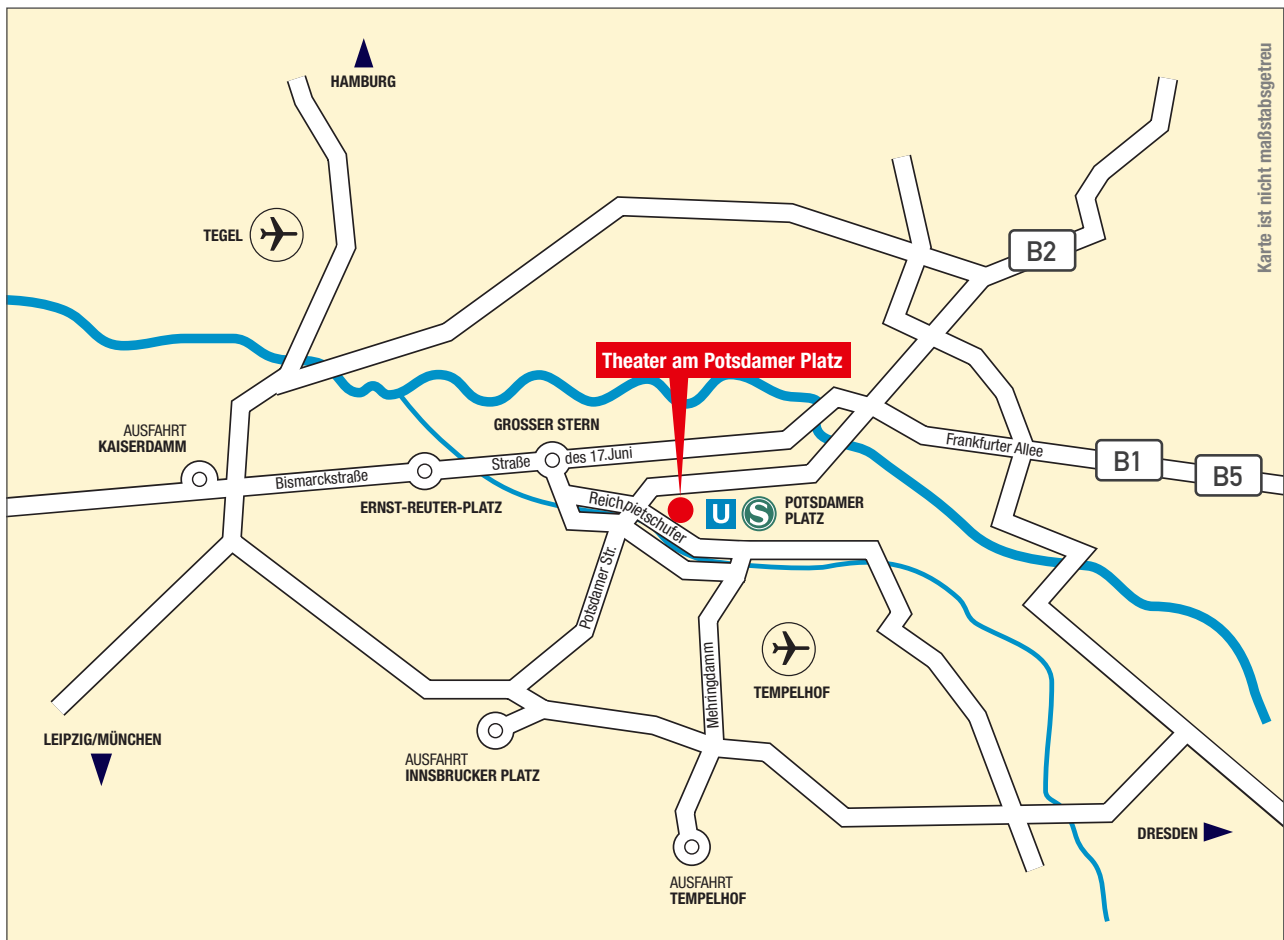 HAMBURG
Karte ist nicht maßstabsgetreu
TEGEL
B2
Theater am Potsdamer Platz
GROSSER STERN
AUSFAHRT
KAISERDAMM
Bismarckstraße
Straße des 17.Juni
Frankfurter Allee
B1
B5
ERNST-REUTER-PLATZ
Reichpietschufer
U
S
POTSDAMER
PLATZ
Potsdamer Str.
Mehringdamm
TEMPELHOF
LEIPZIG/MÜNCHEN
AUSFAHRT
INNSBRUCKER PLATZ
DRESDEN
AUSFAHRT
TEMPELHOF